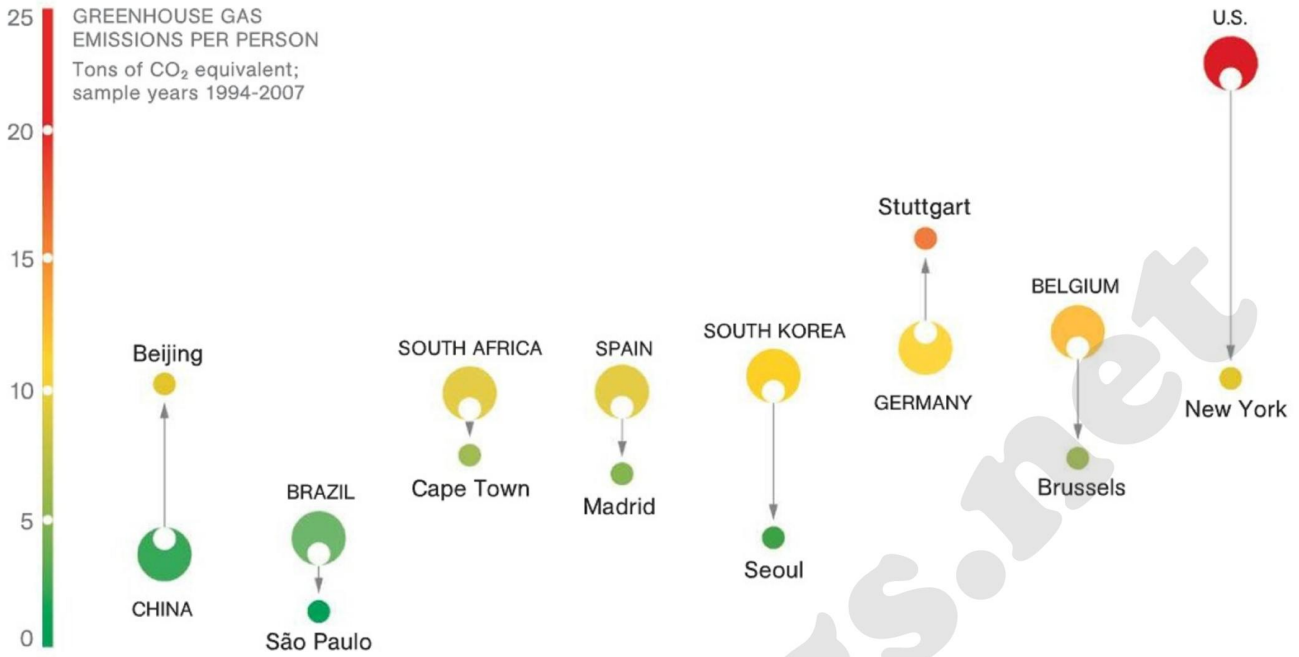 25
GREENHOUSE GAS
EMISSIONS PER PERSON
Tons of CO₂ equivalent;
sample years 1994-2007
U.S.
20
Stuttgart
15
BELGIUM
SOUTH KOREA
Beijing
SOUTH AFRICA
SPAIN
10
GERMANY
New York
Cape Town
Brussels
BRAZIL
Madrid
5
Seoul
CHINA
0
São Paulo